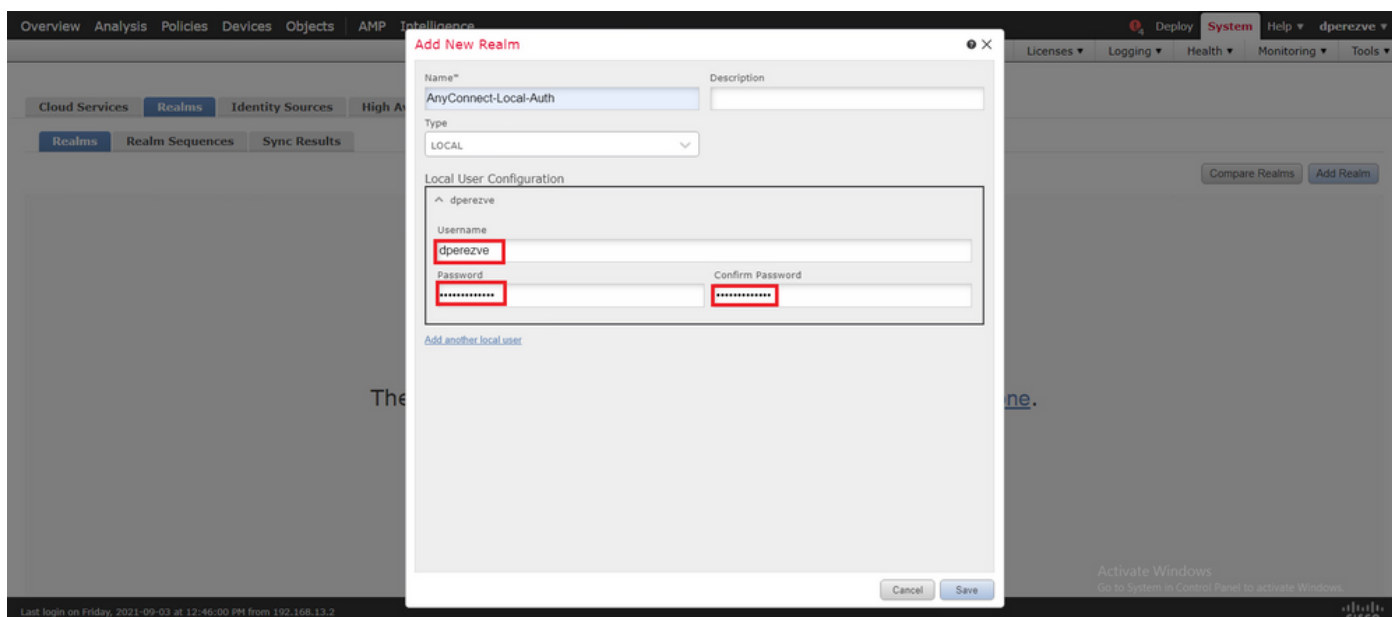 Overview Analysis Policies Devices Objects AMP Intelligence
4 Deploy System Help dperezve
Licenses Logging Health Monitoring Tools
Cloud Services Realms Identity Sources High Av
Realms Realm Sequences Sync Results
Compare Realms Add Realm
The
ne.
Add New Realm
Name*
Description
AnyConnect-Local-Auth
Type
LOCAL
Local User Configuration
dperezve
Username
dperezve
Password
Confirm Password
•••••••••••••
•••••••••••••
Add another local user
Cancel Save
Activate Windows
Go to System in Control Panel to activate Windows.
Last login on Friday, 2021-09-03 at 12:46:00 PM from 192.168.13.2
CISCO